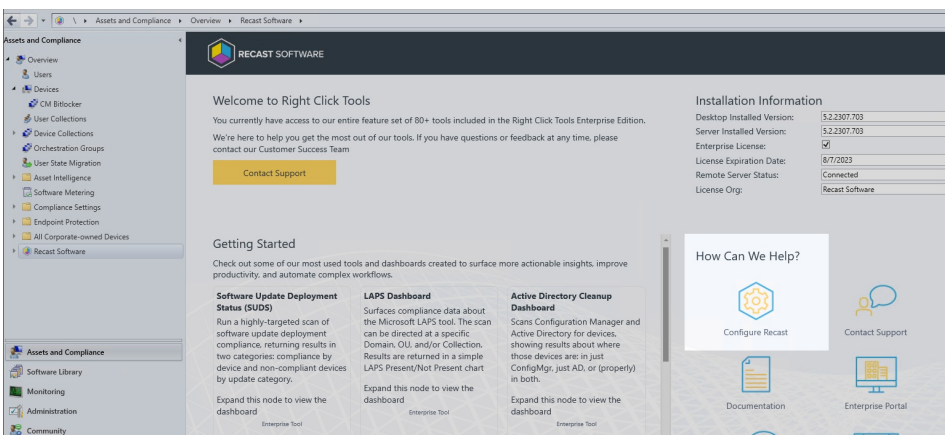 \ Assets and Compliance Overview Recast Software
Assets and Compliance
Overview
Users
Devices
CM Bitlocker
User Collections
Device Collections
Orchestration Groups
User State Migration
Asset Intelligence
Software Metering
Compliance Settings
Endpoint Protection
All Corporate-owned Devices
Recast Software
Assets and Compliance
Software Library
Monitoring
Administration
Community
RECAST SOFTWARE
Welcome to Right Click Tools
You currently have access to our entire feature set of 80+ tools included in the Right Click Tools Enterprise Edition.
We're here to help you get the most out of our tools. If you have questions or feedback at any time, please
contact our Customer Success Team
Contact Support
Installation Information
Desktop Installed Version: 5.2.2307.703
Server Installed Version: 5.2.2307.703
Enterprise License:
License Expiration Date: 8/7/2023
Remote Server Status: Connected
License Org: Recast Software
Getting Started
Check out some of our most used tools and dashboards created to surface more actionable insights, improve
productivity, and automate complex workflows.
Software Update Deployment
Status (SUDS)
Run a highly-targeted scan of
software update deployment
compliance, returning results in
two categories: compliance by
device and non-compliant devices
by update category.
Expand this node to view the
dashboard
Enterprise Tool
LAPS Dashboard
Surfaces compliance data about
the Microsoft LAPS tool. The scan
can be directed at a specific
Domain, OU, and/or Collection.
Results are returned in a simple
LAPS Present/Not Present chart
Expand this node to view the
dashboard
Enterprise Tool
Active Directory Cleanup
Dashboard
Scans Configuration Manager and
Active Directory for devices,
showing results about where
those devices are: in just
ConfigMgr, just AD, or (properly)
in both.
Expand this node to view the
dashboard
Enterprise Tool
How Can We Help?
Configure Recast
Contact Support
Documentation
Enterprise Portal